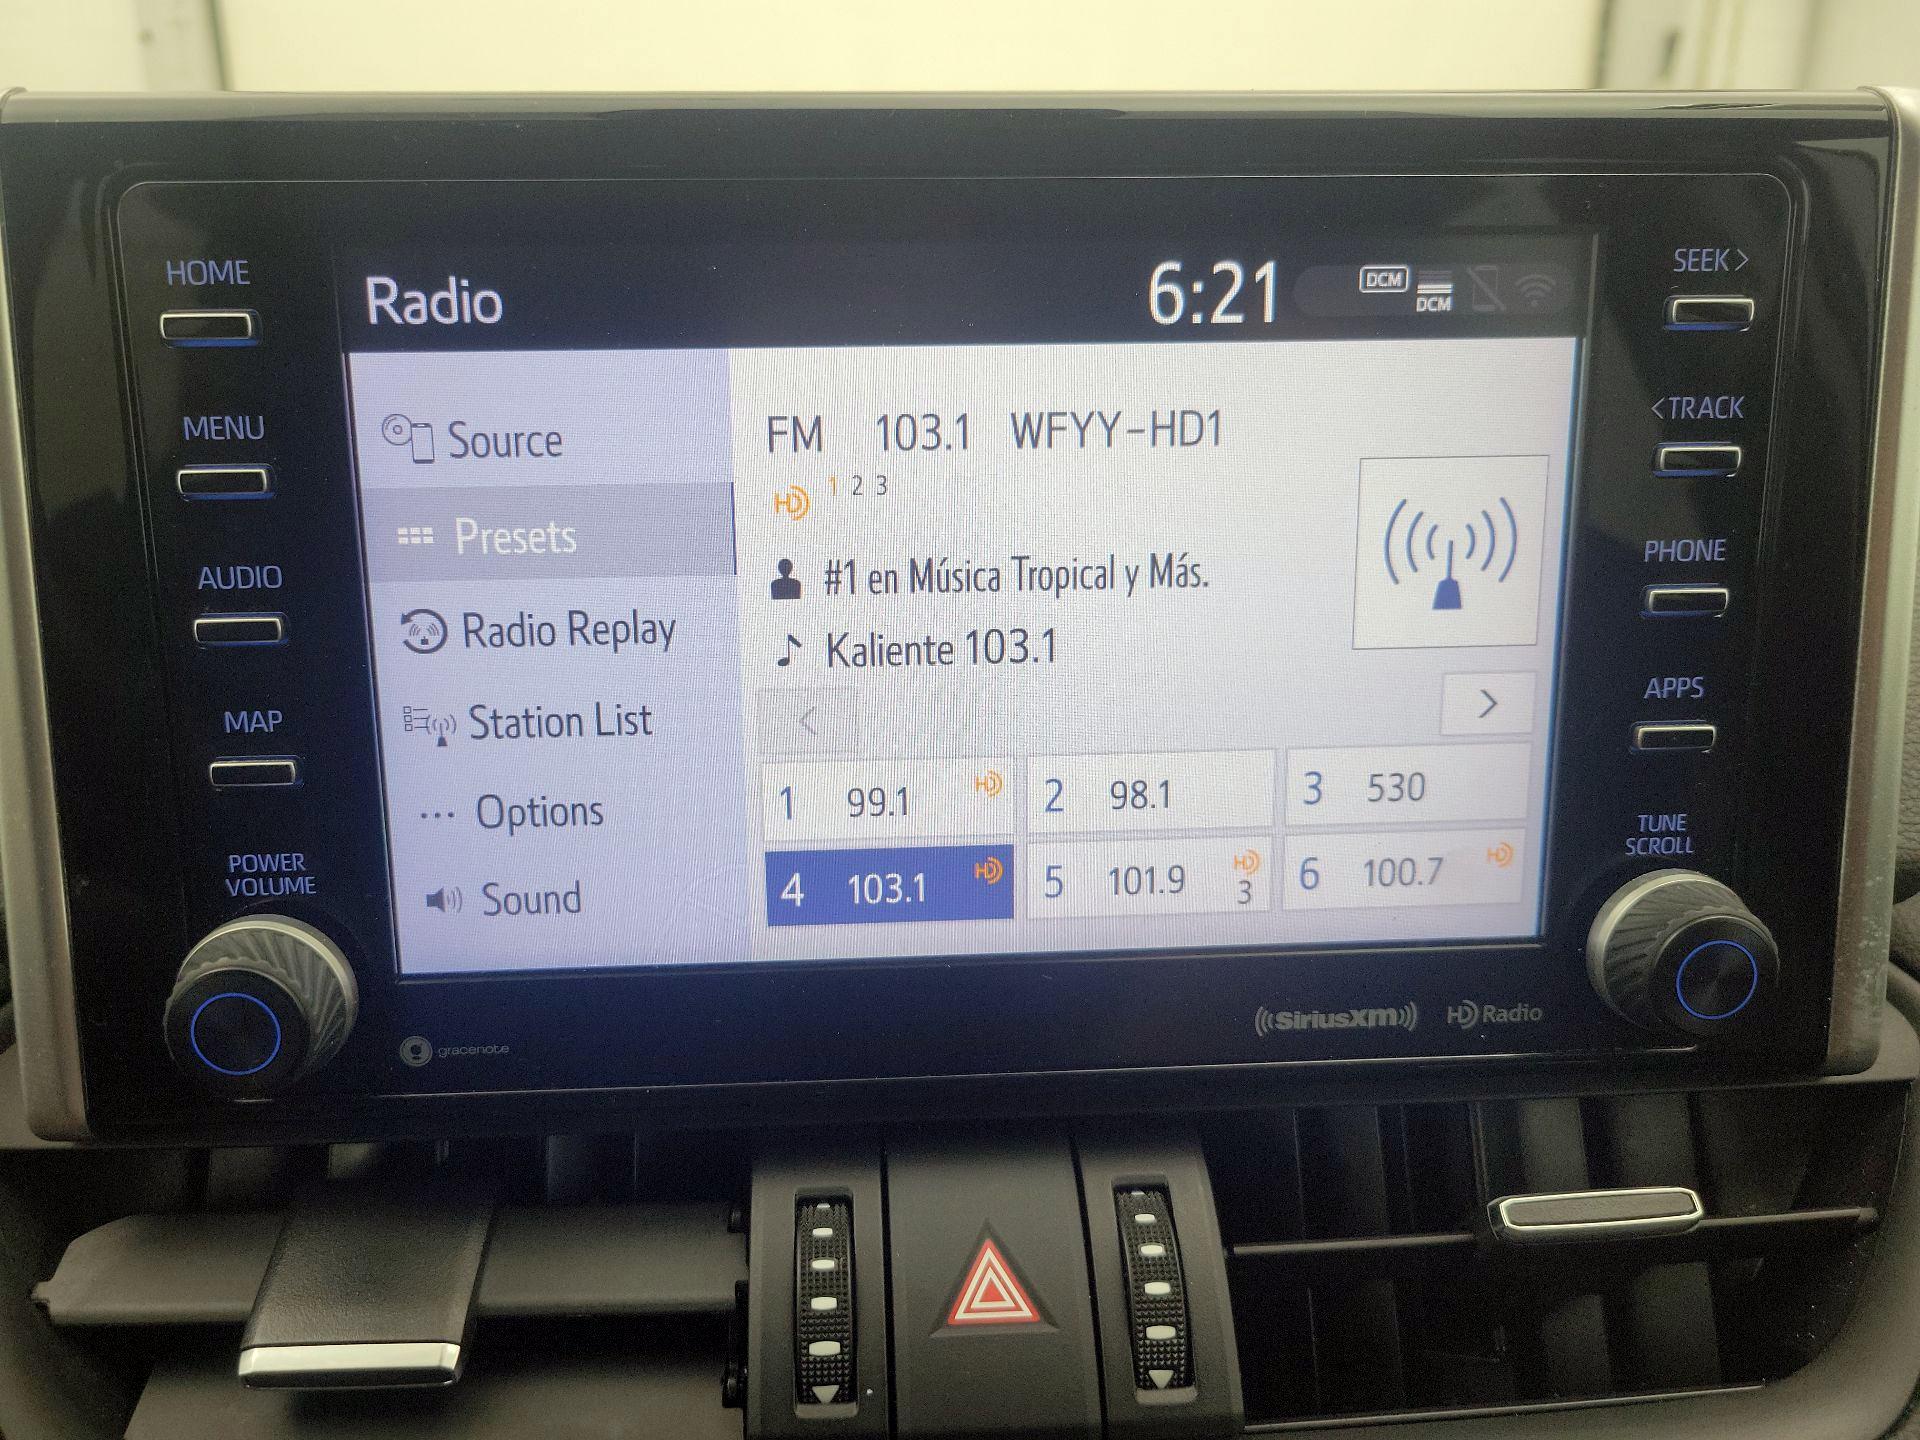 HOME
MENU
AUDIO
MAP
POWER
VOLUME
Radio
6:21
DCM
DCM
Source
Presets
Radio Replay
Station List
... Options
Sound
FM 103.1 WFYY-HD1
HD 1 2 3
#1 en Música Tropical y Más.
Kaliente 103.1
< >
1 99.1 HD
2 98.1
3 530
4 103.1 HD
5 101.9 HD 3
6 100.7 HD
SEEK>
<TRACK
PHONE
APPS
TUNE
SCROLL
gracenote
((SiriusXM))
HD Radio